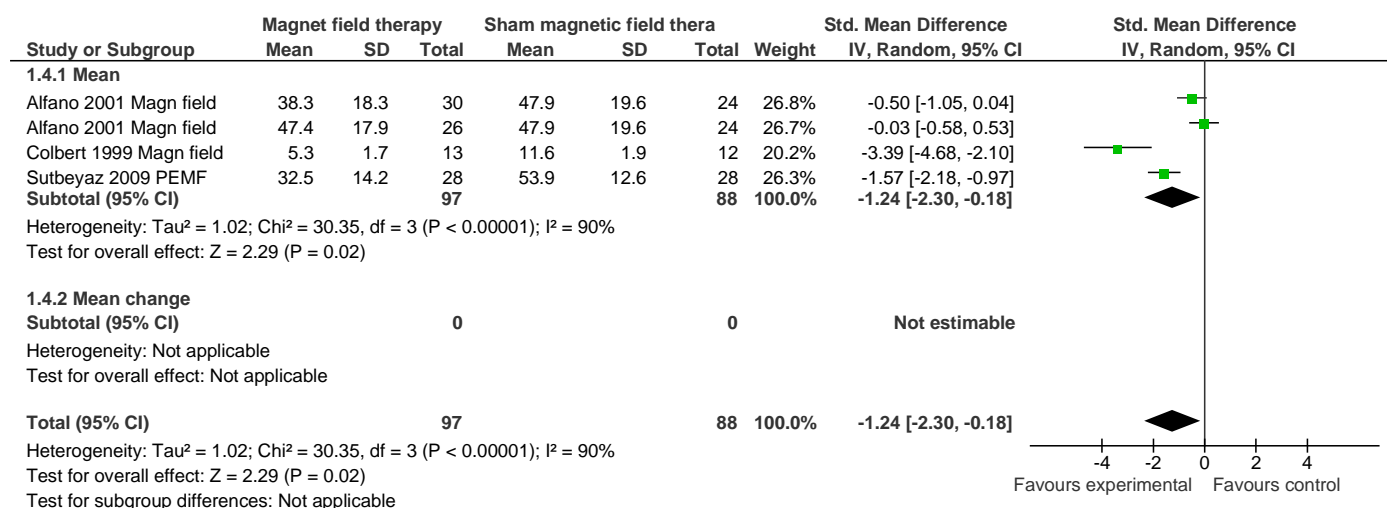 Magnet field therapy Sham magnetic field thera Std. Mean Difference Std. Mean Difference
Study or Subgroup Mean SD Total Mean SD Total Weight IV, Random, 95% CI IV, Random, 95% CI
1.4.1 Mean
Alfano 2001 Magn field 38.3 18.3 30 47.9 19.6 24 26.8% -0.50 [-1.05, 0.04]
Alfano 2001 Magn field 47.4 17.9 26 47.9 19.6 24 26.7% -0.03 [-0.58, 0.53]
Colbert 1999 Magn field 5.3 1.7 13 11.6 1.9 12 20.2% -3.39 [-4.68, -2.10]
Sutbeyaz 2009 PEMF 32.5 14.2 28 53.9 12.6 28 26.3% -1.57 [-2.18, -0.97]
Subtotal (95% CI) 97 88 100.0% -1.24 [-2.30, -0.18]
Heterogeneity: Tau² = 1.02; Chi² = 30.35, df = 3 (P < 0.00001); I² = 90%
Test for overall effect: Z = 2.29 (P = 0.02)
1.4.2 Mean change
Subtotal (95% CI) 0 0 Not estimable
Heterogeneity: Not applicable
Test for overall effect: Not applicable
Total (95% CI) 97 88 100.0% -1.24 [-2.30, -0.18]
Heterogeneity: Tau² = 1.02; Chi² = 30.35, df = 3 (P < 0.00001); I² = 90%
Test for overall effect: Z = 2.29 (P = 0.02)
Test for subgroup differences: Not applicable
-4 -2 0 2 4
Favours experimental Favours control